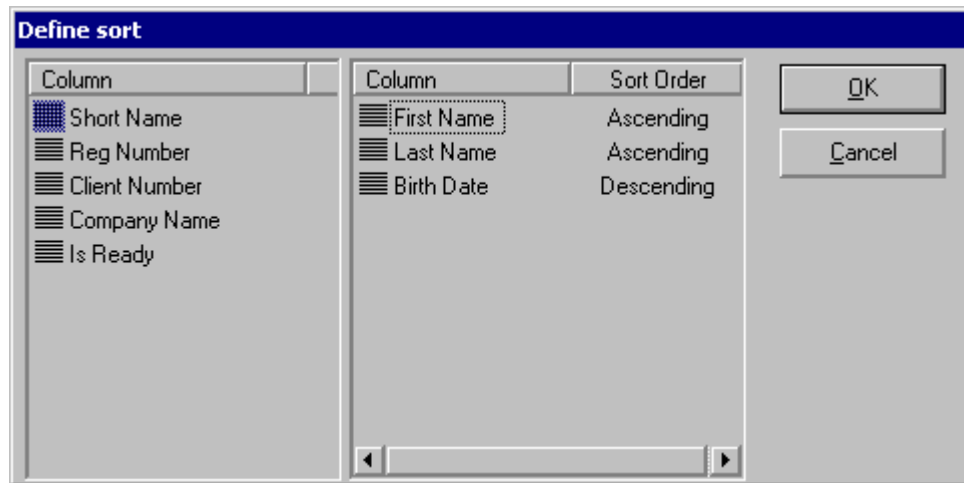 Define sort
Column
Short Name
Reg Number
Client Number
Company Name
Is Ready
Column Sort Order
First Name Ascending
Last Name Ascending
Birth Date Descending
OK
Cancel